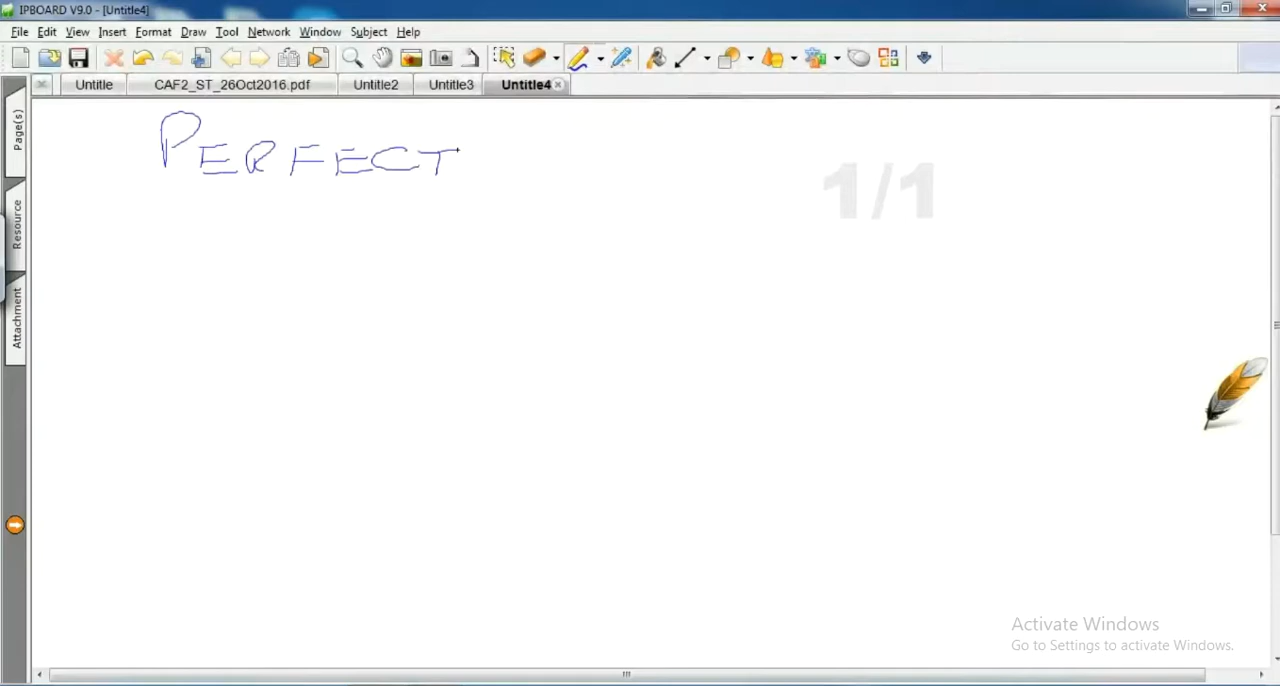 IPBOARD V9.0 - [Untitle4]
File Edit View Insert Format Draw Tool Network Window Subject Help
Untitle CAF2_ST_26Oct2016.pdf Untitle2 Untitle3 Untitle4
Page(s)
Resource
Attachment
PERFECT
1/1
Activate Windows
Go to Settings to activate Windows.